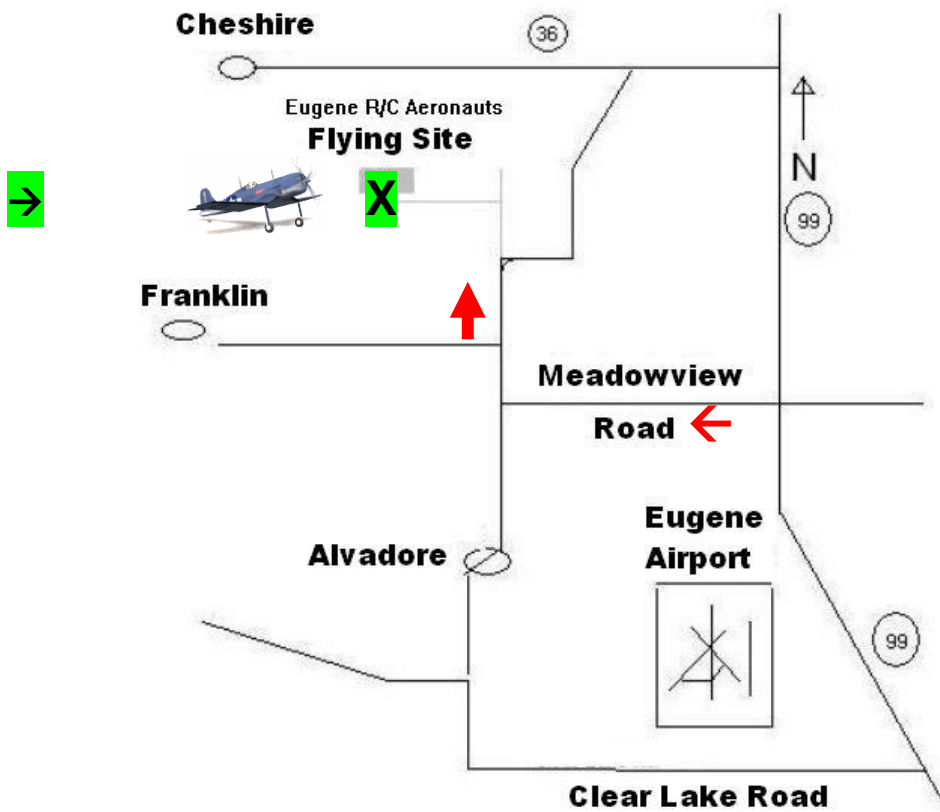 Cheshire
36
Eugene R/C Aeronauts
Flying Site
→
X
N
99
Franklin
Meadowview
Road ←
Eugene
Airport
Alvadore
99
Clear Lake Road